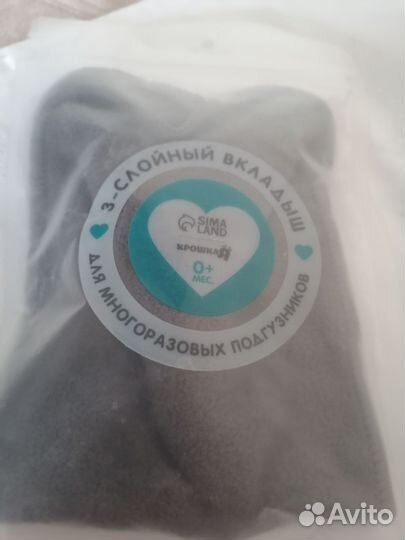 3-СЛОЙНЫЙ ВКЛАДЫШ
SIMA
LAND
КРОШКА Я
0+
МЕС.
ДЛЯ МНОГОРАЗОВЫХ ПОДГУЗНИКОВ
Avito